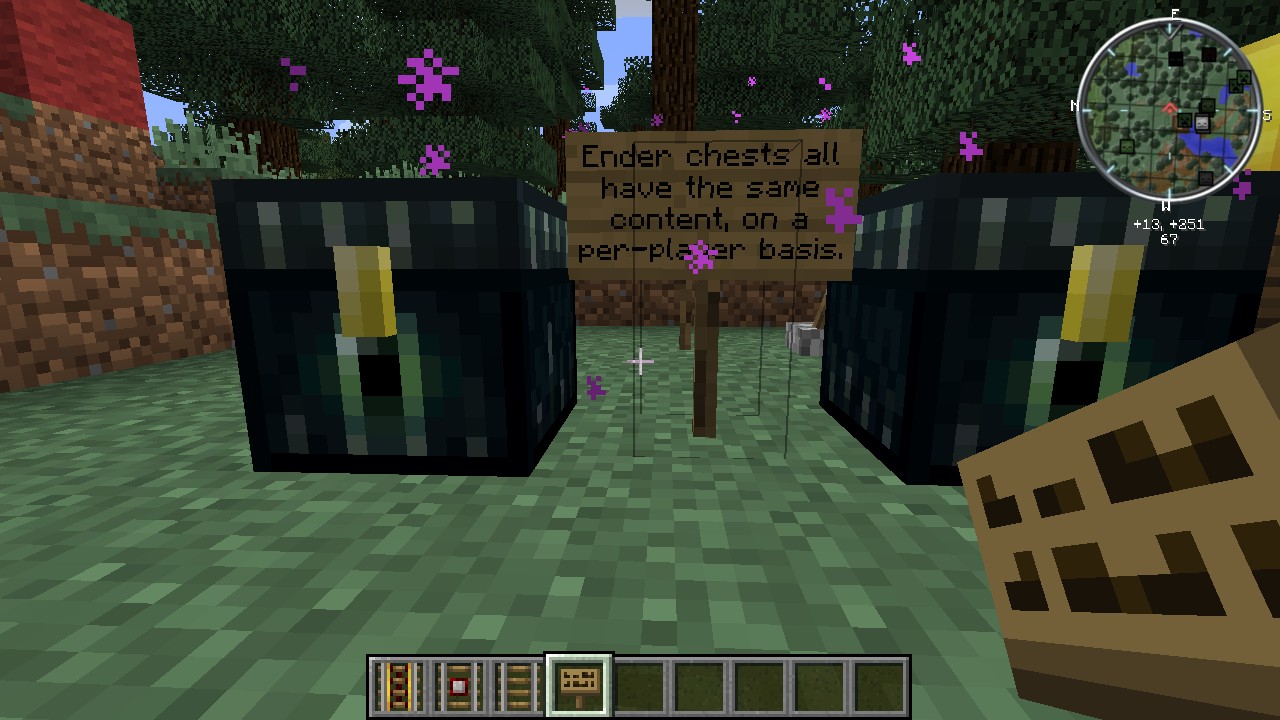 F
N
S
W
+13, +251
67
Ender chests all
have the same
content, on a
per-player basis.